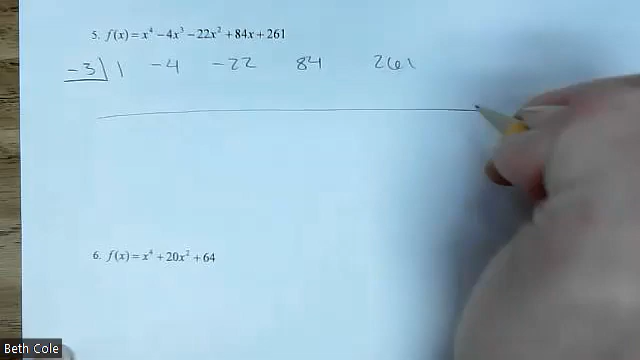 5. f(x) = x⁴ − 4x³ − 22x² + 84x + 261
−3 | 1 −4 −22 84 261
6. f(x) = x⁴ + 20x² + 64
Beth Cole